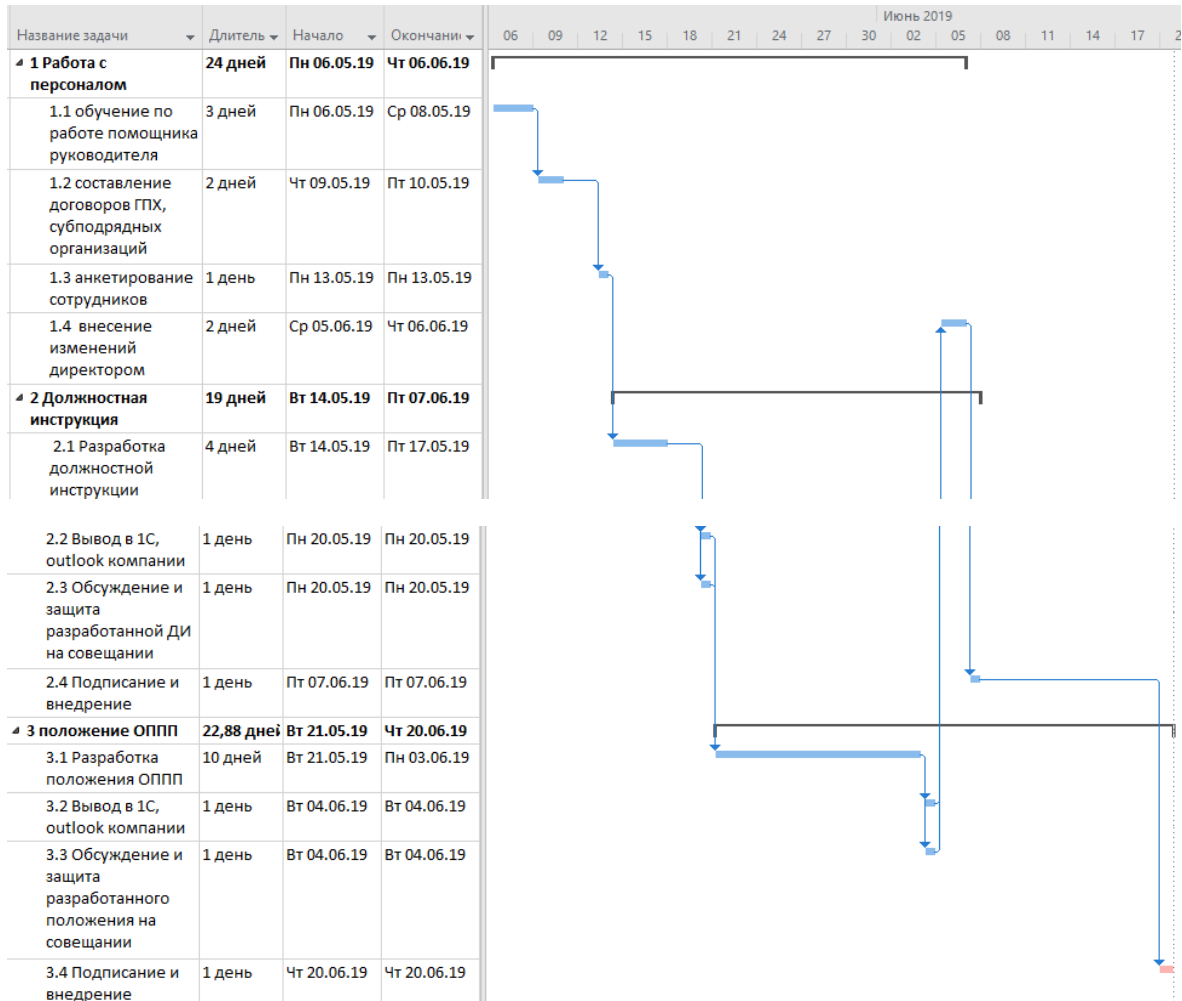 Июнь 2019
Название задачи Длитель Начало Окончани 06 09 12 15 18 21 24 27 30 02 05 08 11 14 17 2
1 Работа с 24 дней Пн 06.05.19 Чт 06.06.19
персоналом
1.1 обучение по 3 дней Пн 06.05.19 Ср 08.05.19
работе помощника
руководителя
1.2 составление 2 дней Чт 09.05.19 Пт 10.05.19
договоров ГПХ,
субподрядных
организаций
1.3 анкетирование 1 день Пн 13.05.19 Пн 13.05.19
сотрудников
1.4 внесение 2 дней Ср 05.06.19 Чт 06.06.19
изменений
директором
2 Должностная 19 дней Вт 14.05.19 Пт 07.06.19
инструкция
2.1 Разработка 4 дней Вт 14.05.19 Пт 17.05.19
должностной
инструкции
2.2 Вывод в 1С, 1 день Пн 20.05.19 Пн 20.05.19
outlook компании
2.3 Обсуждение и 1 день Пн 20.05.19 Пн 20.05.19
защита
разработанной ДИ
на совещании
2.4 Подписание и 1 день Пт 07.06.19 Пт 07.06.19
внедрение
3 положение ОППП 22,88 дней Вт 21.05.19 Чт 20.06.19
3.1 Разработка 10 дней Вт 21.05.19 Пн 03.06.19
положения ОППП
3.2 Вывод в 1С, 1 день Вт 04.06.19 Вт 04.06.19
outlook компании
3.3 Обсуждение и 1 день Вт 04.06.19 Вт 04.06.19
защита
разработанного
положения на
совещании
3.4 Подписание и 1 день Чт 20.06.19 Чт 20.06.19
внедрение